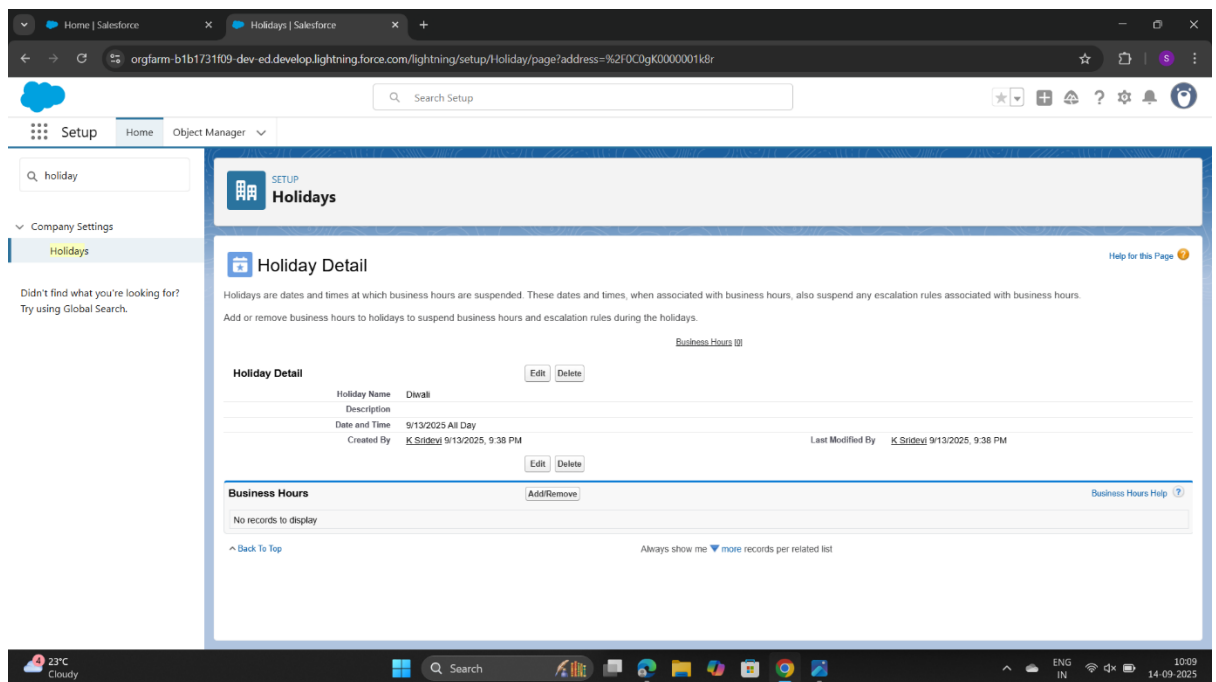 Home | Salesforce
Holidays | Salesforce
orgfarm-b1b1731f09-dev-ed.develop.lightning.force.com/lightning/setup/Holiday/page?address=%2F0C0gK0000001k8r
S
Search Setup
Setup
Home
Object Manager
holiday
Company Settings
Holidays
Didn't find what you're looking for?
Try using Global Search.
SETUP
Holidays
Holiday Detail
Help for this Page
Holidays are dates and times at which business hours are suspended. These dates and times, when associated with business hours, also suspend any escalation rules associated with business hours.
Add or remove business hours to holidays to suspend business hours and escalation rules during the holidays.
Business Hours [0]
Holiday Detail
Edit Delete
Holiday Name Diwali
Description
Date and Time 9/13/2025 All Day
Created By K Sridevi 9/13/2025, 9:38 PM Last Modified By K Sridevi 9/13/2025, 9:38 PM
Edit Delete
Business Hours
Add/Remove
Business Hours Help ?
No records to display
Back To Top
Always show me more records per related list
4
23°C
Cloudy
Search
ENG
IN
10:09
14-09-2025